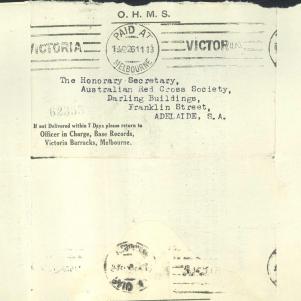 O. H. M. S.
VICTORIA
PAID AT
MELBOURNE
VICTOR
The Honorary Secretary,
Australian Red Cross Society,
Darling Buildings,
Franklin Street,
ADELAIDE, S.A.
If not Delivered within 7 Days please return to
Officer in Charge, Base Records,
Victoria Barracks, Melbourne.